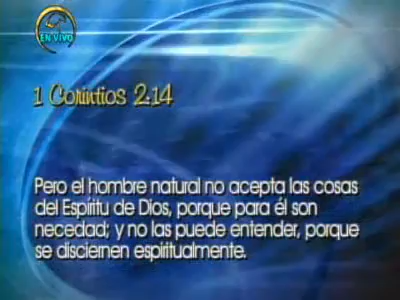 EN VIVO
1 Corintios 2:14
Pero el hombre natural no acepta las cosas
del Espíritu de Dios, porque para él son
necedad; y no las puede entender, porque
se disciernen espiritualmente.